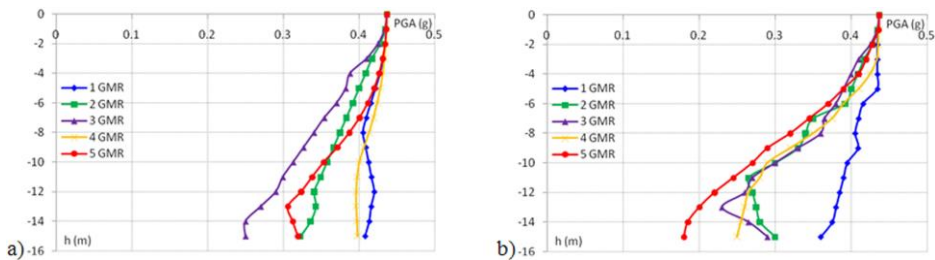 a)
0 0.1 0.2 0.3 0.4 0.5
PGA (g)
0
-2
-4
-6
-8
-10
-12
-14
-16
1 GMR
2 GMR
3 GMR
4 GMR
5 GMR
h (m)
b)
0 0.1 0.2 0.3 0.4 0.5
PGA (g)
0
-2
-4
-6
-8
-10
-12
-14
-16
1 GMR
2 GMR
3 GMR
4 GMR
5 GMR
h (m)